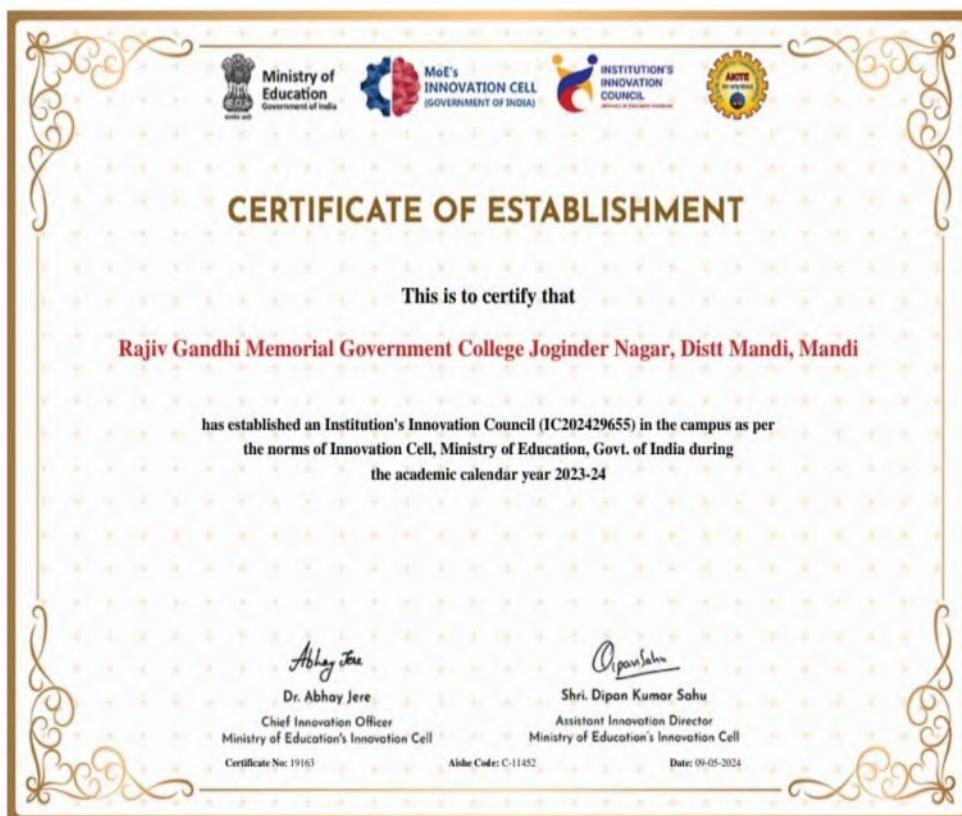 Ministry of
Education
Government of India
MoE's
INNOVATION CELL
(GOVERNMENT OF INDIA)
INSTITUTION'S
INNOVATION
COUNCIL
AICTE
CERTIFICATE OF ESTABLISHMENT
This is to certify that
Rajiv Gandhi Memorial Government College Joginder Nagar, Distt Mandi, Mandi
has established an Institution's Innovation Council (IC202429655) in the campus as per
the norms of Innovation Cell, Ministry of Education, Govt. of India during
the academic calendar year 2023-24
Abhay Jere
Dipan Sahu
Dr. Abhay Jere
Shri. Dipan Kumar Sahu
Chief Innovation Officer
Assistant Innovation Director
Ministry of Education's Innovation Cell
Ministry of Education's Innovation Cell
Certificate No: 19163
Aishe Code: C-11452
Date: 09-05-2024